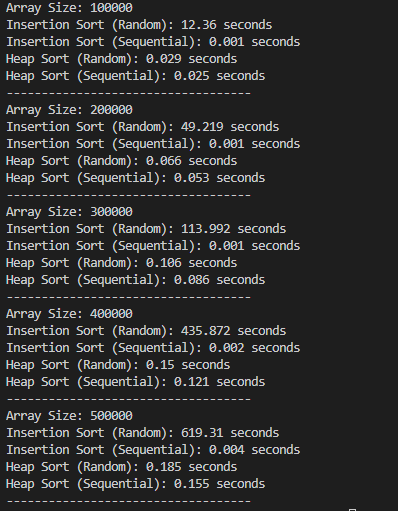 Array Size: 100000
Insertion Sort (Random): 12.36 seconds
Insertion Sort (Sequential): 0.001 seconds
Heap Sort (Random): 0.029 seconds
Heap Sort (Sequential): 0.025 seconds
-----------------------------------
Array Size: 200000
Insertion Sort (Random): 49.219 seconds
Insertion Sort (Sequential): 0.001 seconds
Heap Sort (Random): 0.066 seconds
Heap Sort (Sequential): 0.053 seconds
-----------------------------------
Array Size: 300000
Insertion Sort (Random): 113.992 seconds
Insertion Sort (Sequential): 0.001 seconds
Heap Sort (Random): 0.106 seconds
Heap Sort (Sequential): 0.086 seconds
-----------------------------------
Array Size: 400000
Insertion Sort (Random): 435.872 seconds
Insertion Sort (Sequential): 0.002 seconds
Heap Sort (Random): 0.15 seconds
Heap Sort (Sequential): 0.121 seconds
-----------------------------------
Array Size: 500000
Insertion Sort (Random): 619.31 seconds
Insertion Sort (Sequential): 0.004 seconds
Heap Sort (Random): 0.185 seconds
Heap Sort (Sequential): 0.155 seconds
-----------------------------------